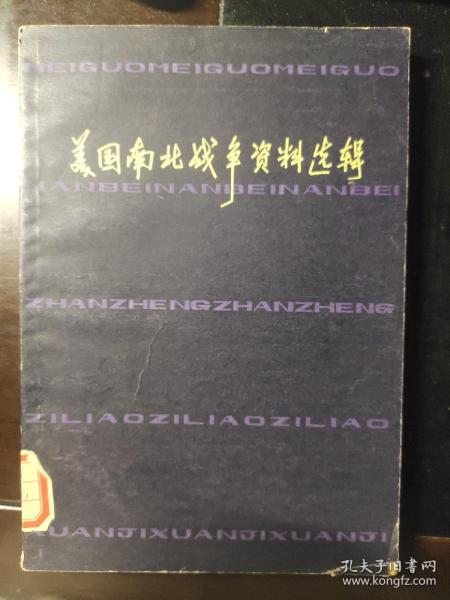 MEIGUOMEIGUOMEIGUO
美国南北战争资料选辑
NANBEINANBEINANBEI
ZHANZHENGZHANZHENG
ZILIAOZILIAOZILIAO
XUANJIXUANJIXUANJI
孔夫子旧书网
www.kongfz.com